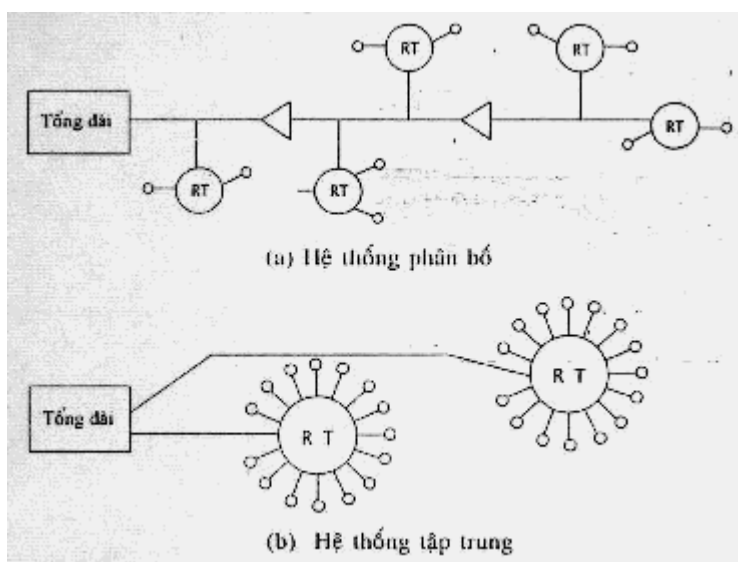 RT
RT
Tổng đài
RT
RT
RT
(a) Hệ thống phân bố
R T
Tổng đài
R T
(b) Hệ thống tập trung